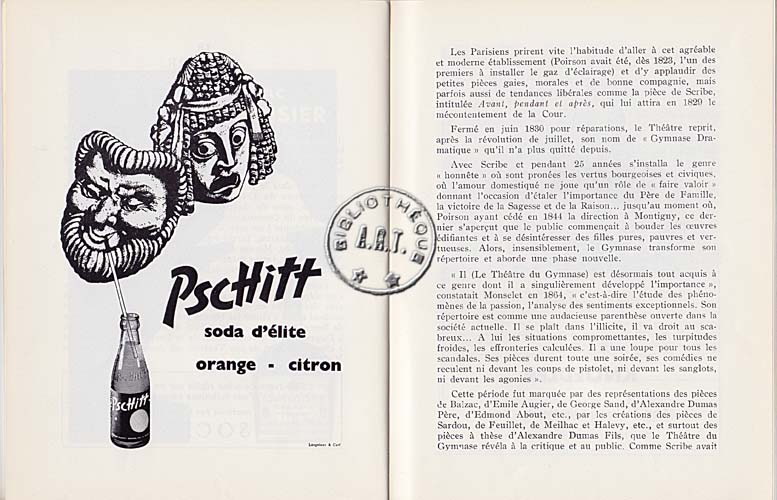 PscHitt
soda d'élite
orange - citron
PscHitt
BIBLIOTHÈQUE
A.R.T.
Les Parisiens prirent vite l'habitude d'aller à cet agréable
et moderne établissement (Poirson avait été, dès 1823, l'un des
premiers à installer le gaz d'éclairage) et d'y applaudir des
petites pièces gaies, morales et de bonne compagnie, mais
parfois aussi de tendances libérales comme la pièce de Scribe,
intitulée Avant, pendant et après, qui lui attira en 1829 le
mécontentement de la Cour.
Fermé en juin 1830 pour réparations, le Théâtre reprit,
après la révolution de juillet, son nom de « Gymnase Dra-
matique » qu'il n'a plus quitté depuis.
Avec Scribe et pendant 25 années s'installa le genre
« honnête » où sont pronées les vertus bourgeoises et civiques,
où l'amour domestiqué ne joue qu'un rôle de « faire valoir »
donnant l'occasion d'étaler l'importance du Père de Famille,
la victoire de la Sagesse et de la Raison... jusqu'au moment où,
Poirson ayant cédé en 1844 la direction à Montigny, ce der-
nier s'aperçut que le public commençait à bouder les œuvres
édifiantes et à se désintéresser des filles pures, pauvres et ver-
tueuses. Alors, insensiblement, le Gymnase transforme son
répertoire et aborde une phase nouvelle.
« Il (Le Théâtre du Gymnase) est désormais tout acquis à
ce genre dont il a singulièrement développé l'importance »,
constatait Monselet en 1864, « c'est-à-dire l'étude des phéno-
mènes de la passion, l'analyse des sentiments exceptionnels. Son
répertoire est comme une audacieuse parenthèse ouverte dans la
société actuelle. Il se plaît dans l'illicite, il va droit au sca-
breux... A lui les situations compromettantes, les turpitudes
froides, les effronteries calculées. Il a une loupe pour tous les
scandales. Ses pièces durent toute une soirée, ses comédies ne
reculent ni devant les coups de pistolet, ni devant les sanglots,
ni devant les agonies ».
Cette période fut marquée par des représentations des pièces
de Balzac, d'Emile Augier, de George Sand, d'Alexandre Dumas
Père, d'Edmond About, etc., par les créations des pièces de
Sardou, de Feuillet, de Meilhac et Halevy, etc., et surtout des
pièces à thèse d'Alexandre Dumas Fils, que le Théâtre du
Gymnase révéla à la critique et au public. Comme Scribe avait